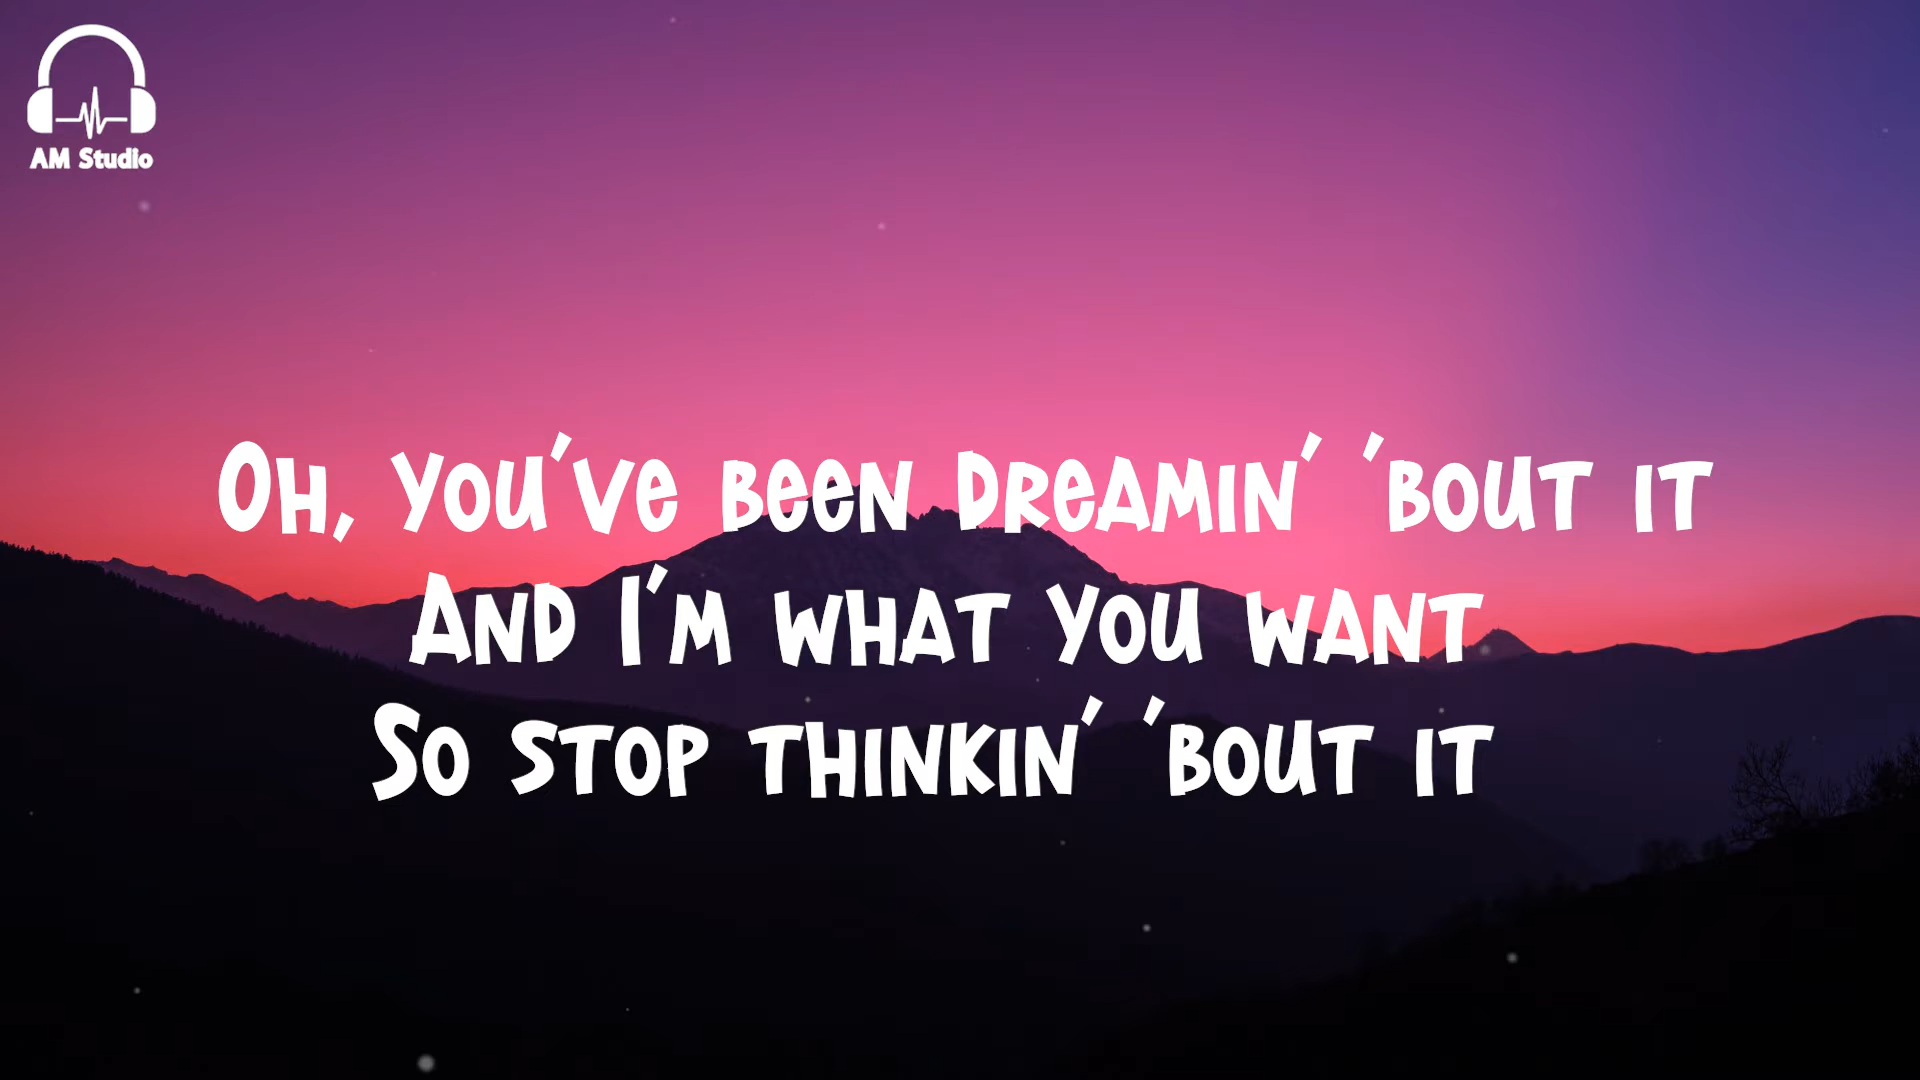 AM Studio
Oh, you've been dreamin' 'bout it
And I'm what you want
So stop thinkin' 'bout it